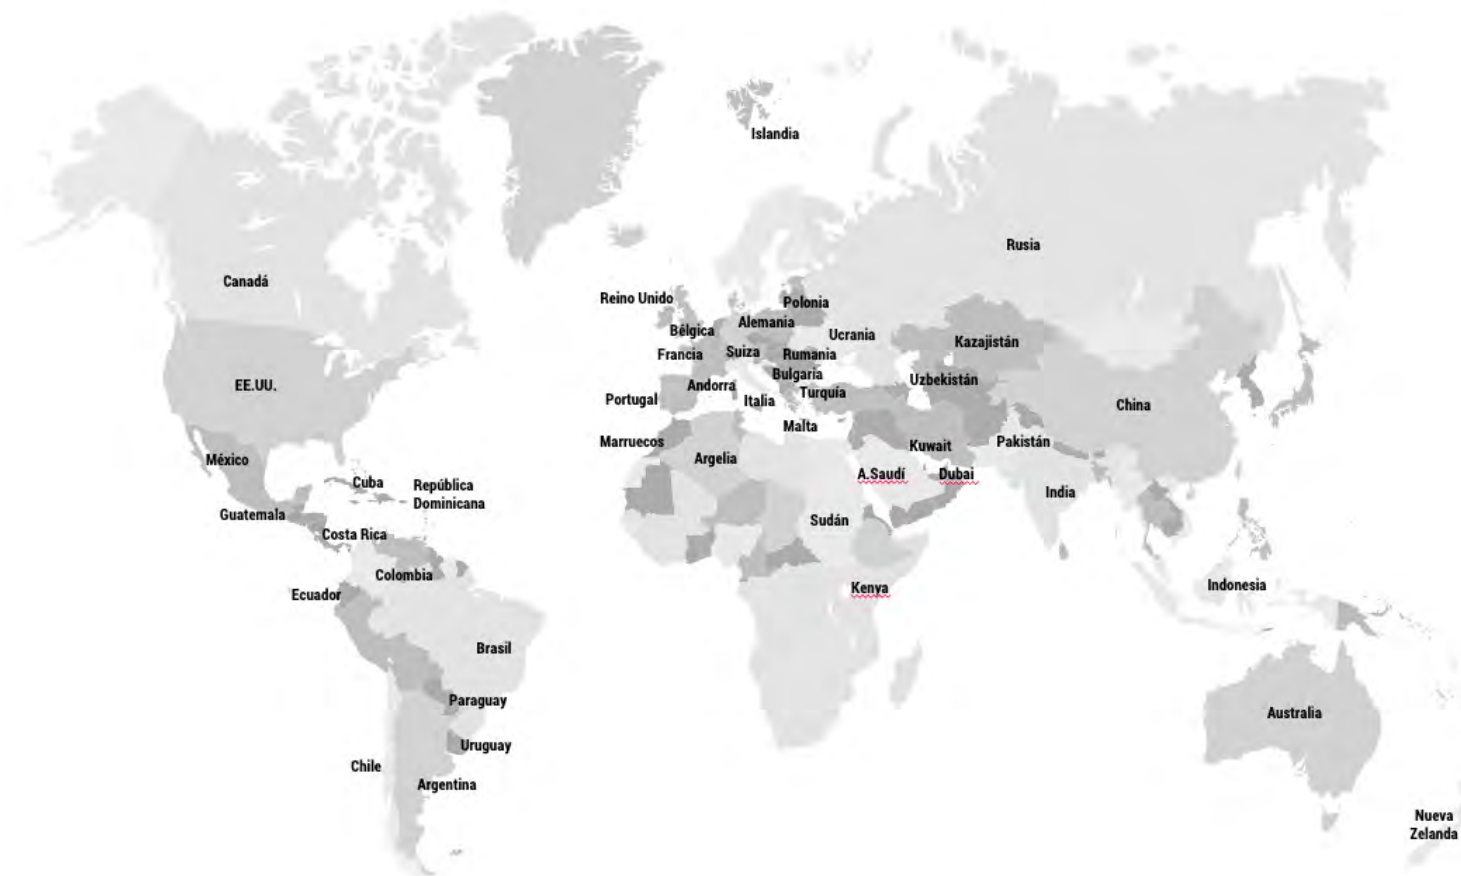 Islandia
Rusia
Canadá
Reino Unido
Polonia
Alemania
Bélgica
Ucrania
Kazajistán
Francia
Suiza
Rumania
Bulgaria
Uzbekistán
EE.UU.
Andorra
Turquía
Portugal
Italia
China
Malta
Marruecos
Kuwait
Pakistán
México
Argelia
A.Saudí
Dubai
Cuba
República
Dominicana
India
Guatemala
Sudán
Costa Rica
Colombia
Indonesia
Kenya
Ecuador
Brasil
Paraguay
Australia
Uruguay
Chile
Argentina
Nueva
Zelanda